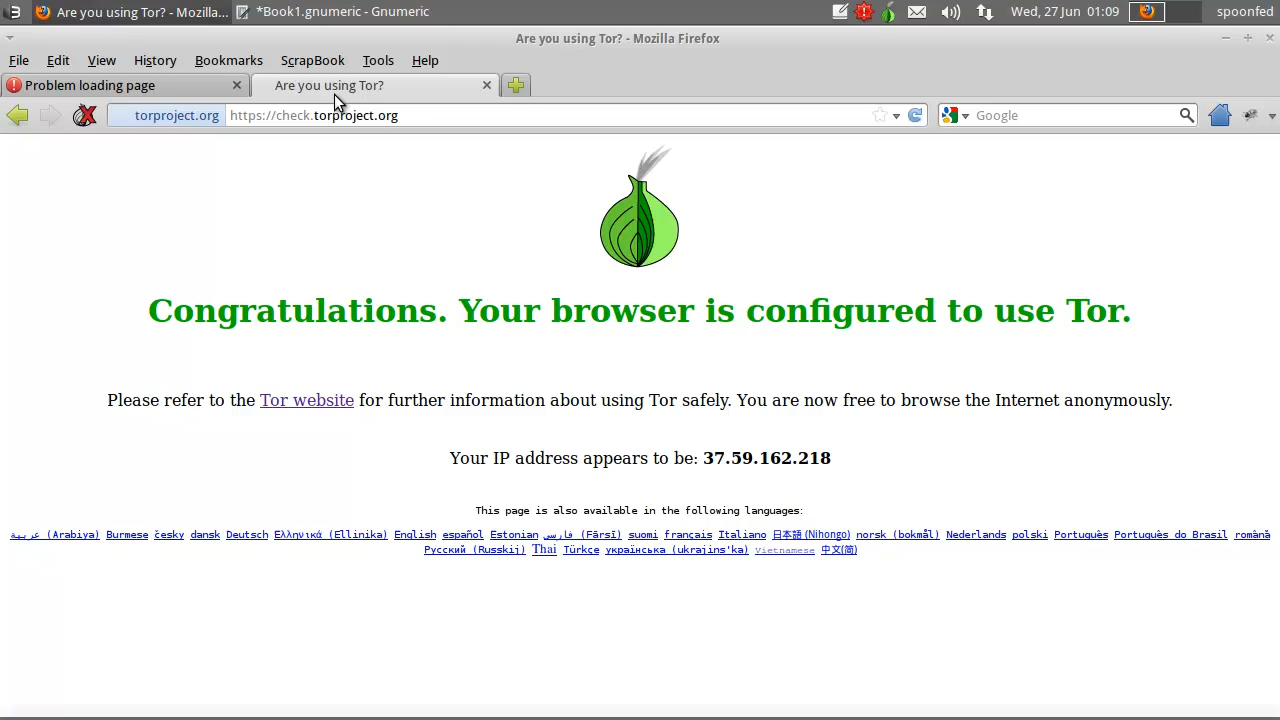 Are you using Tor? - Mozilla... *Book1.gnumeric - Gnumeric Wed, 27 Jun 01:09 spoonfed
Are you using Tor? - Mozilla Firefox
File Edit View History Bookmarks ScrapBook Tools Help
Problem loading page Are you using Tor?
torproject.org https://check.torproject.org Google
Congratulations. Your browser is configured to use Tor.
Please refer to the Tor website for further information about using Tor safely. You are now free to browse the Internet anonymously.
Your IP address appears to be: 37.59.162.218
This page is also available in the following languages:
عربية (Arabiya) Burmese česky dansk Deutsch Ελληνικά (Ellinika) English español Estonian فارسی (Fārsī) suomi français Italiano 日本語 (Nihongo) norsk (bokmål) Nederlands polski Português Português do Brasil română
Русский (Russkij) Thai Türkçe українська (ukrajins'ka) Vietnamese 中文(简)